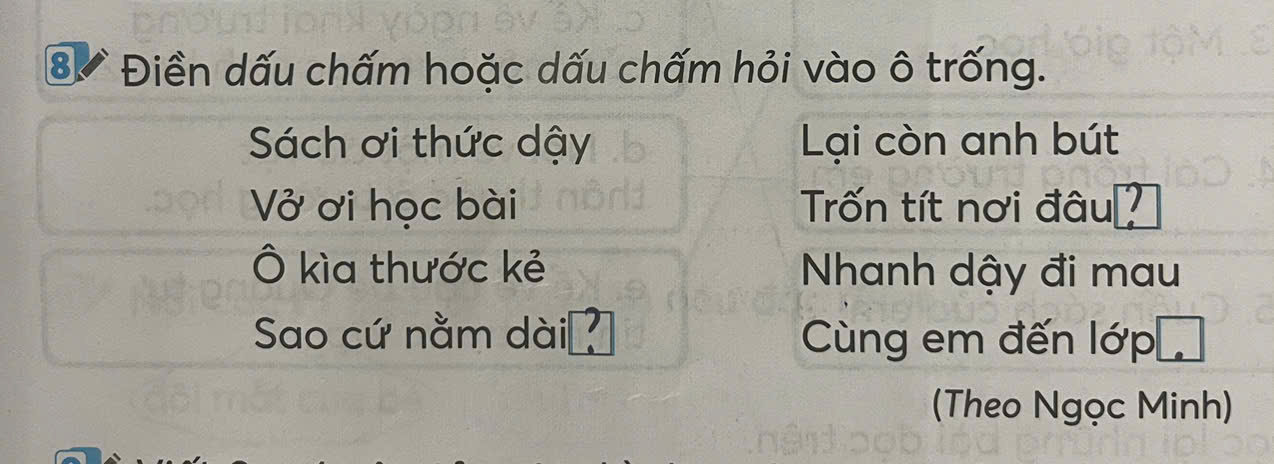 8 Điền dấu chấm hoặc dấu chấm hỏi vào ô trống.
Sách ơi thức dậy
Vở ơi học bài
Ô kìa thước kẻ
Sao cứ nằm dài ?
Lại còn anh bút
Trốn tít nơi đâu ?
Nhanh dậy đi mau
Cùng em đến lớp .
(Theo Ngọc Minh)